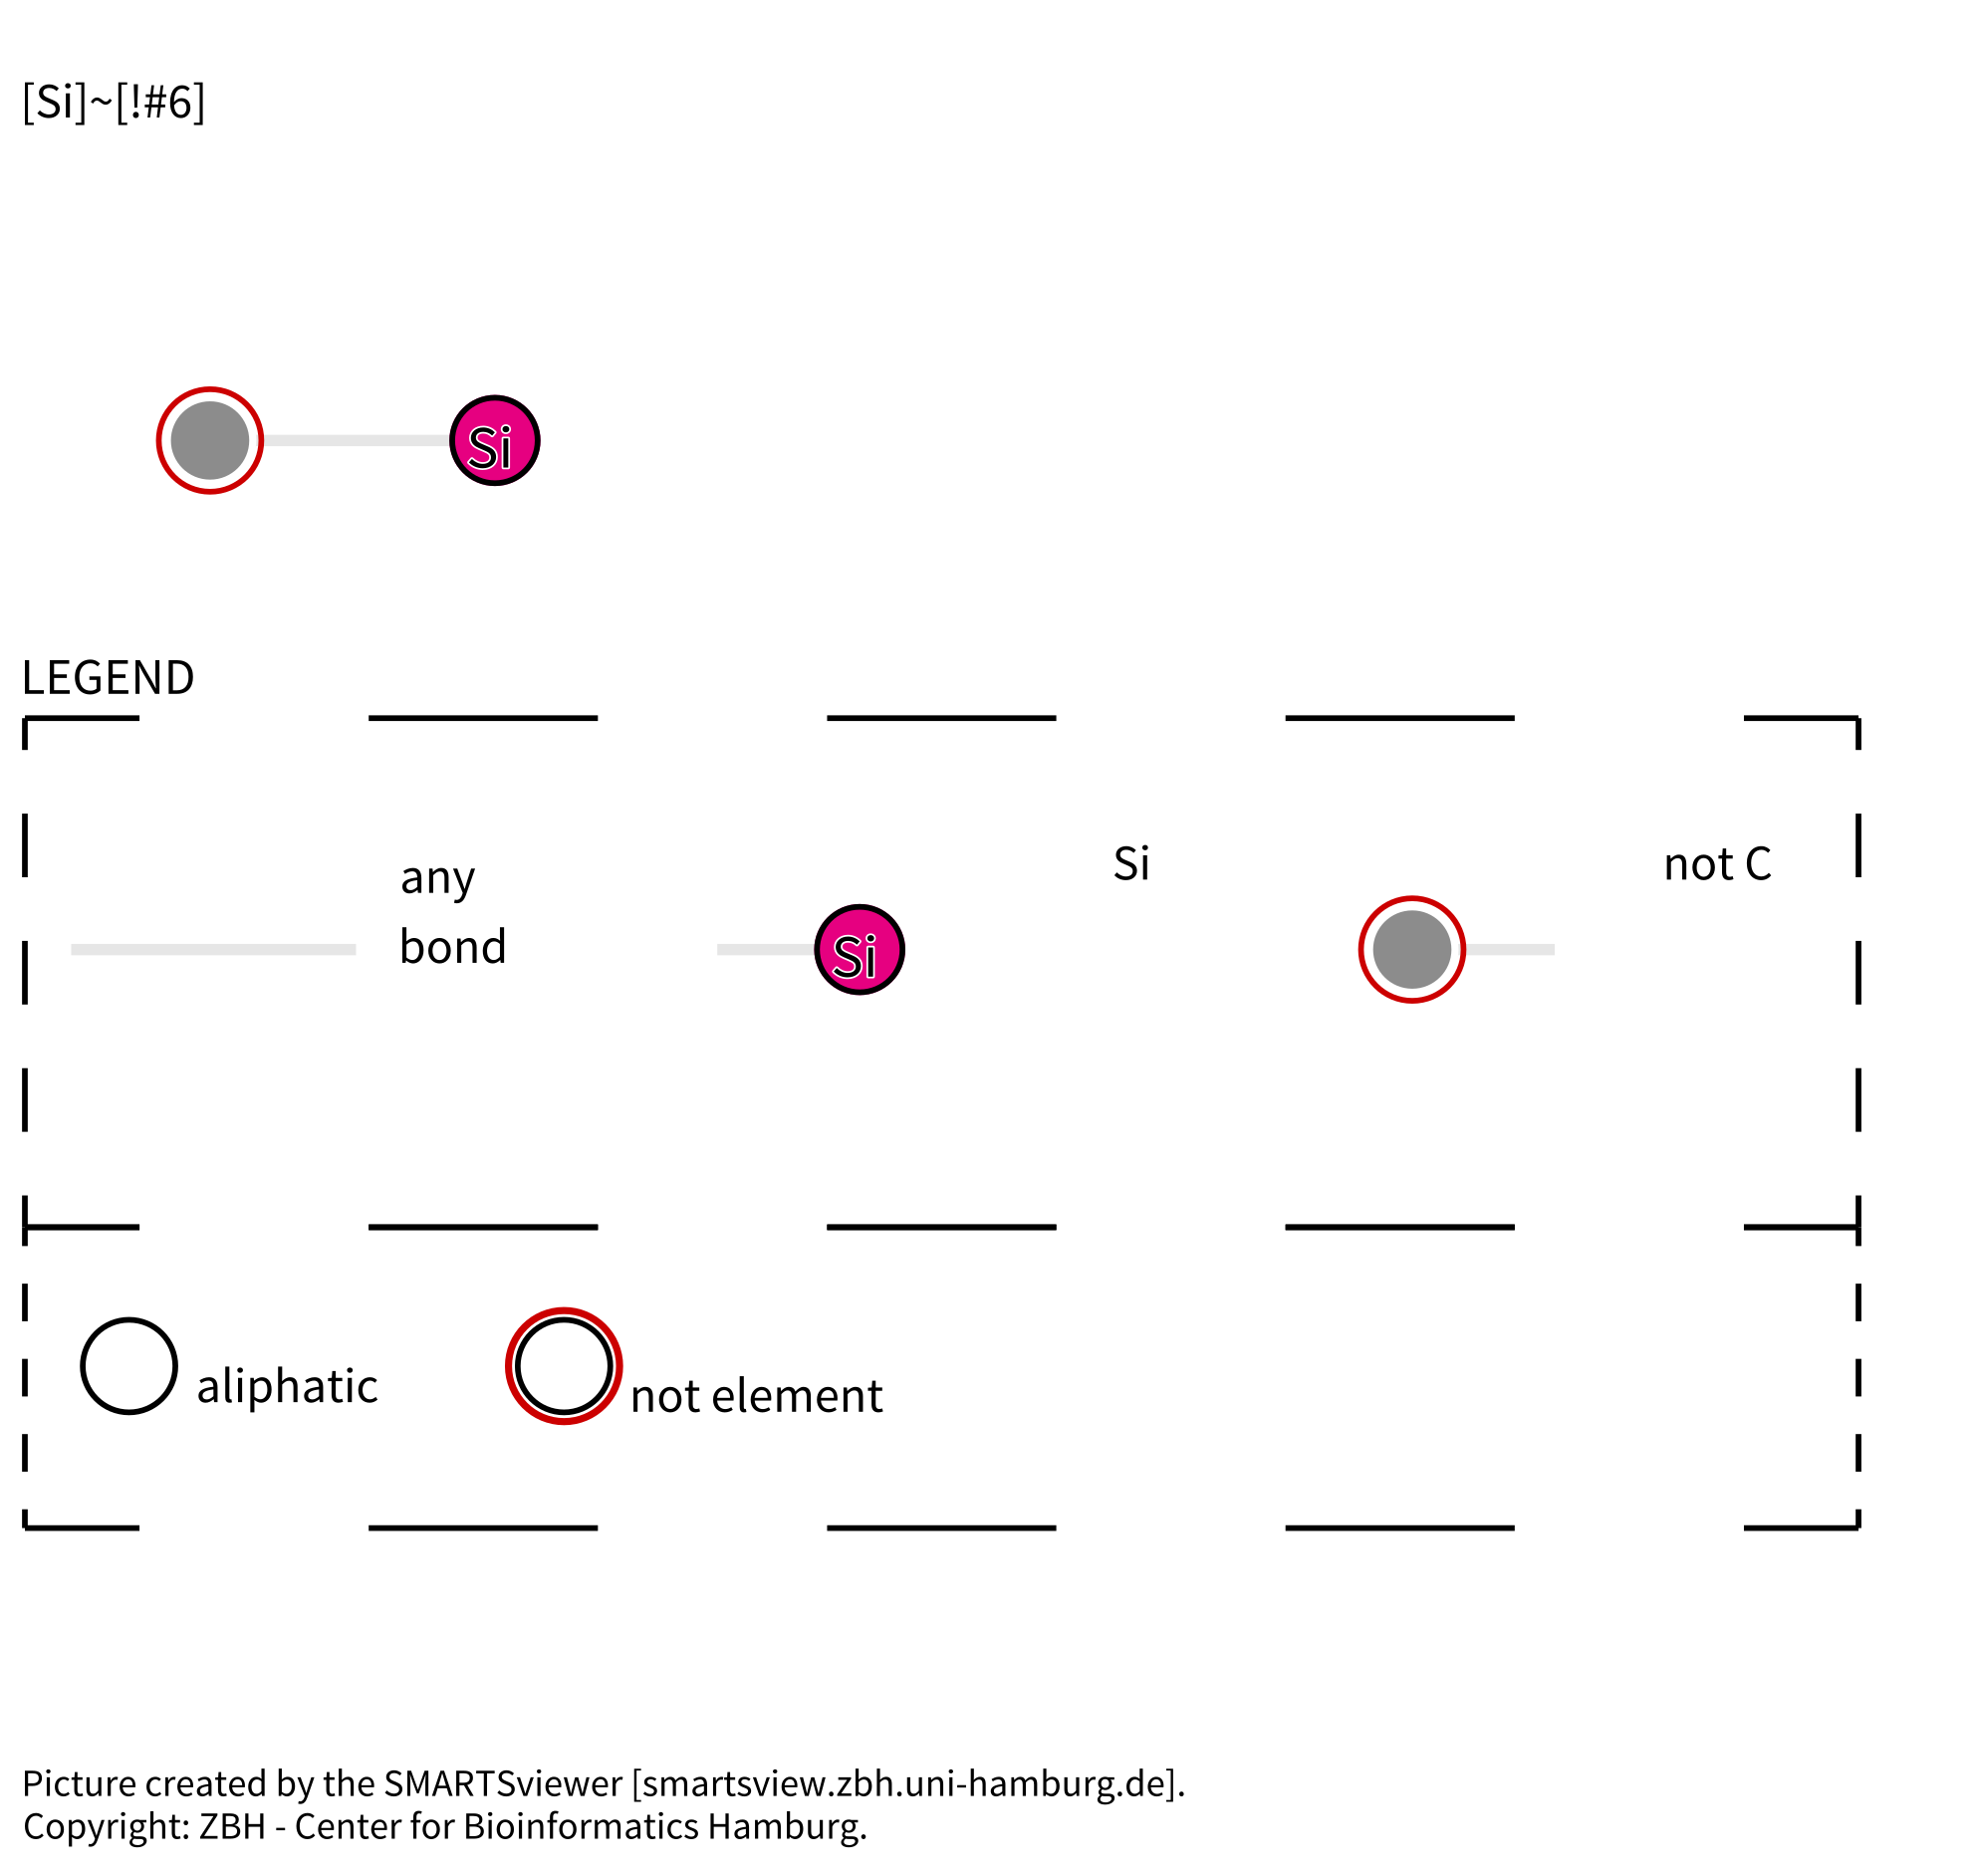 [Si]~[!#6]
Si
LEGEND
any
bond
Si
Si
not C
aliphatic
not element
Picture created by the SMARTSviewer [smartsview.zbh.uni-hamburg.de].
Copyright: ZBH - Center for Bioinformatics Hamburg.